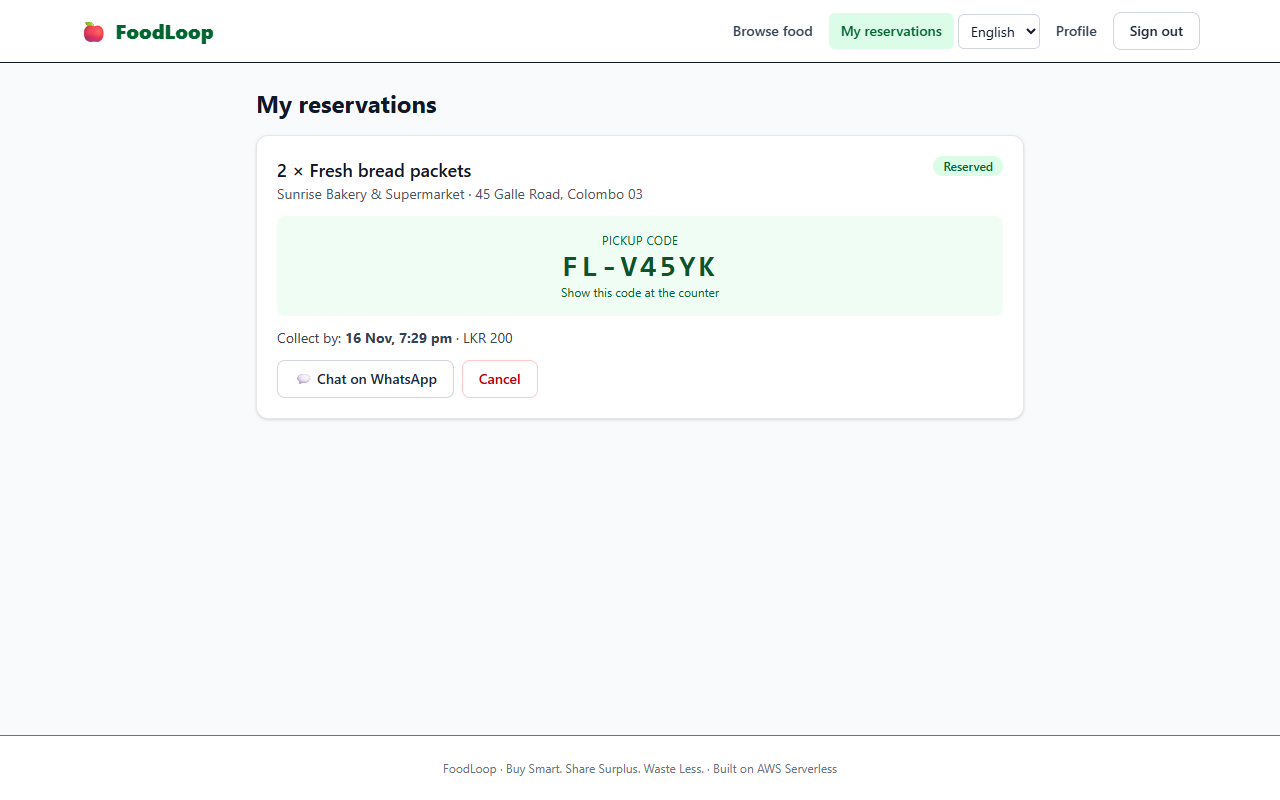 FoodLoop
Browse food
My reservations
English
Profile
Sign out
My reservations
2 × Fresh bread packets
Reserved
Sunrise Bakery & Supermarket · 45 Galle Road, Colombo 03
PICKUP CODE
FL-V45YK
Show this code at the counter
Collect by: 16 Nov, 7:29 pm · LKR 200
Chat on WhatsApp
Cancel
FoodLoop · Buy Smart. Share Surplus. Waste Less. · Built on AWS Serverless